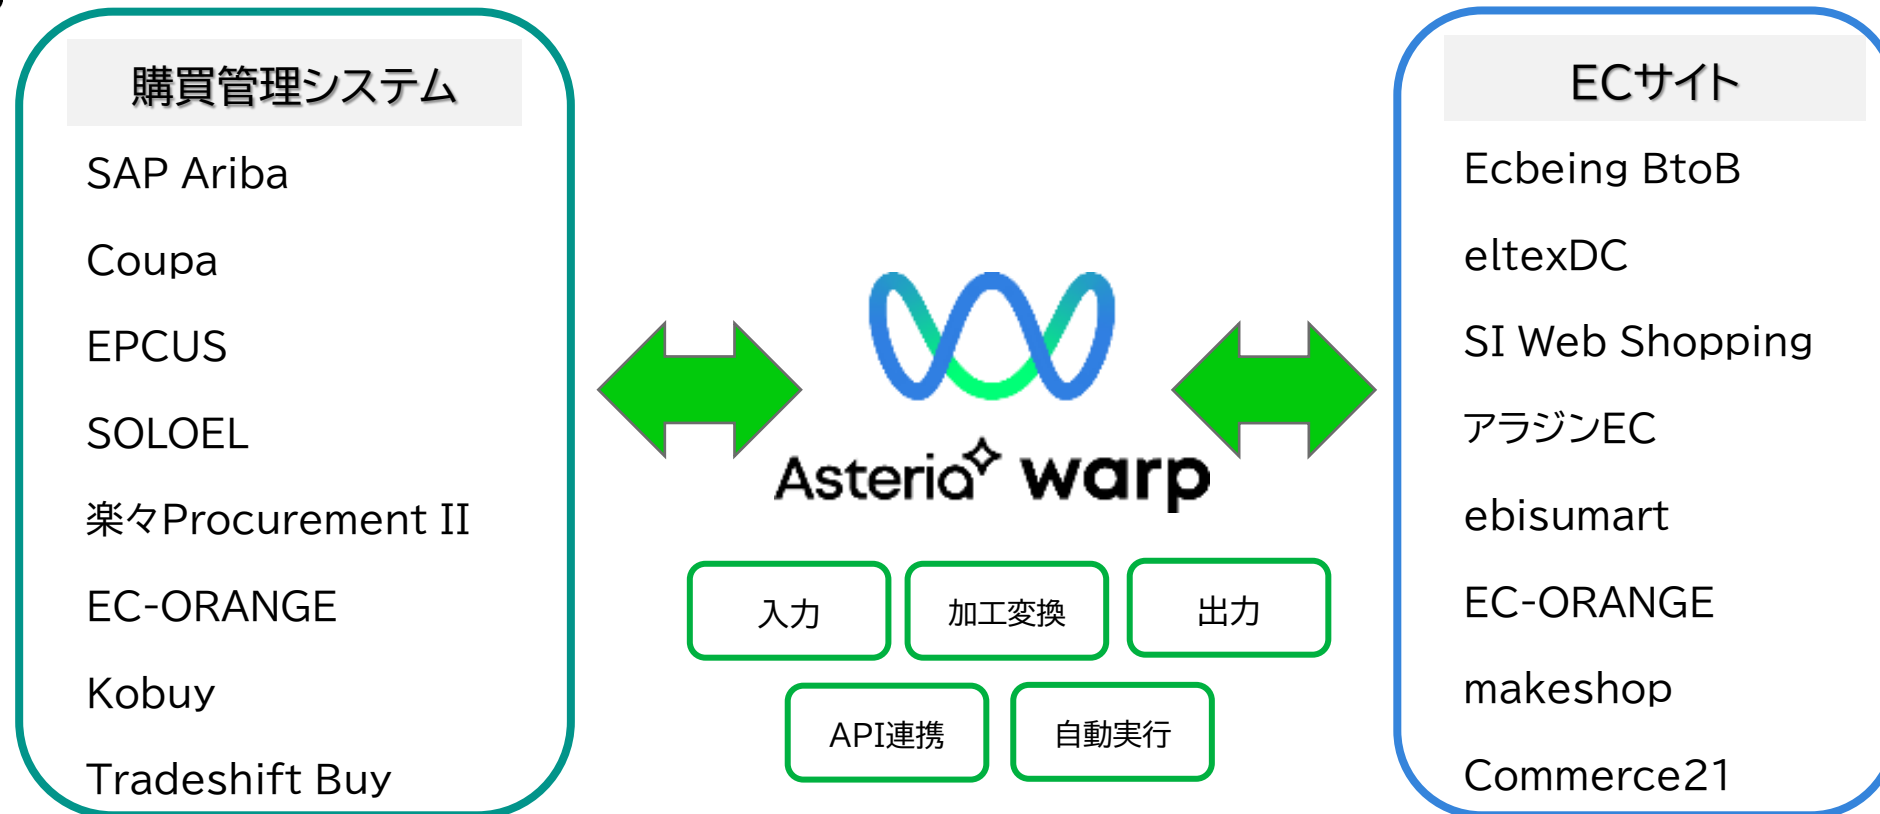 購買管理システム
SAP Ariba
Coupa
EPCUS
SOLOEL
楽々Procurement II
EC-ORANGE
Kobuy
Tradeshift Buy
Asteria warp
入力
加工変換
出力
API連携
自動実行
ECサイト
Ecbeing BtoB
eltexDC
SI Web Shopping
アラジンEC
ebisumart
EC-ORANGE
makeshop
Commerce21